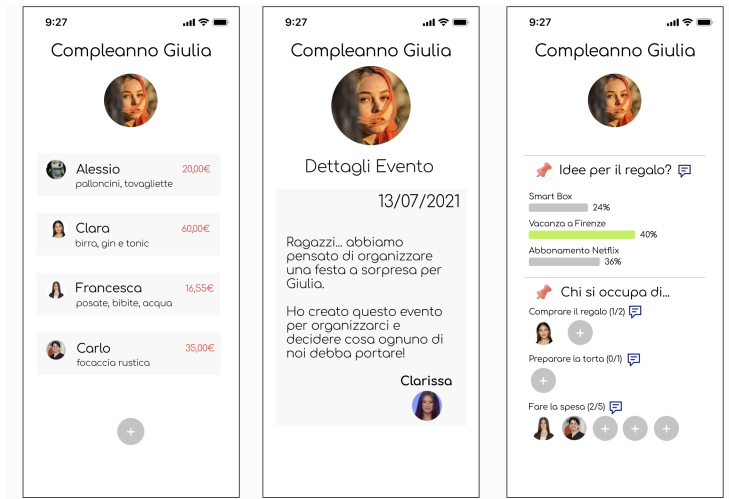 9:27
Compleanno Giulia
Alessio 20,00€
palloncini, tovagliette
Clara 60,00€
birra, gin e tonic
Francesca 16,55€
posate, bibite, acqua
Carlo 35,00€
focaccia rustica
9:27
Compleanno Giulia
Dettagli Evento
13/07/2021
Ragazzi... abbiamo
pensato di organizzare
una festa a sorpresa per
Giulia.
Ho creato questo evento
per organizzarci e
decidere cosa ognuno di
noi debba portare!
Clarissa
9:27
Compleanno Giulia
Idee per il regalo?
Smart Box
24%
Vacanza a Firenze
40%
Abbonamento Netflix
36%
Chi si occupa di...
Comprare il regalo (1/2)
Preparare la torta (0/1)
Fare la spesa (2/5)